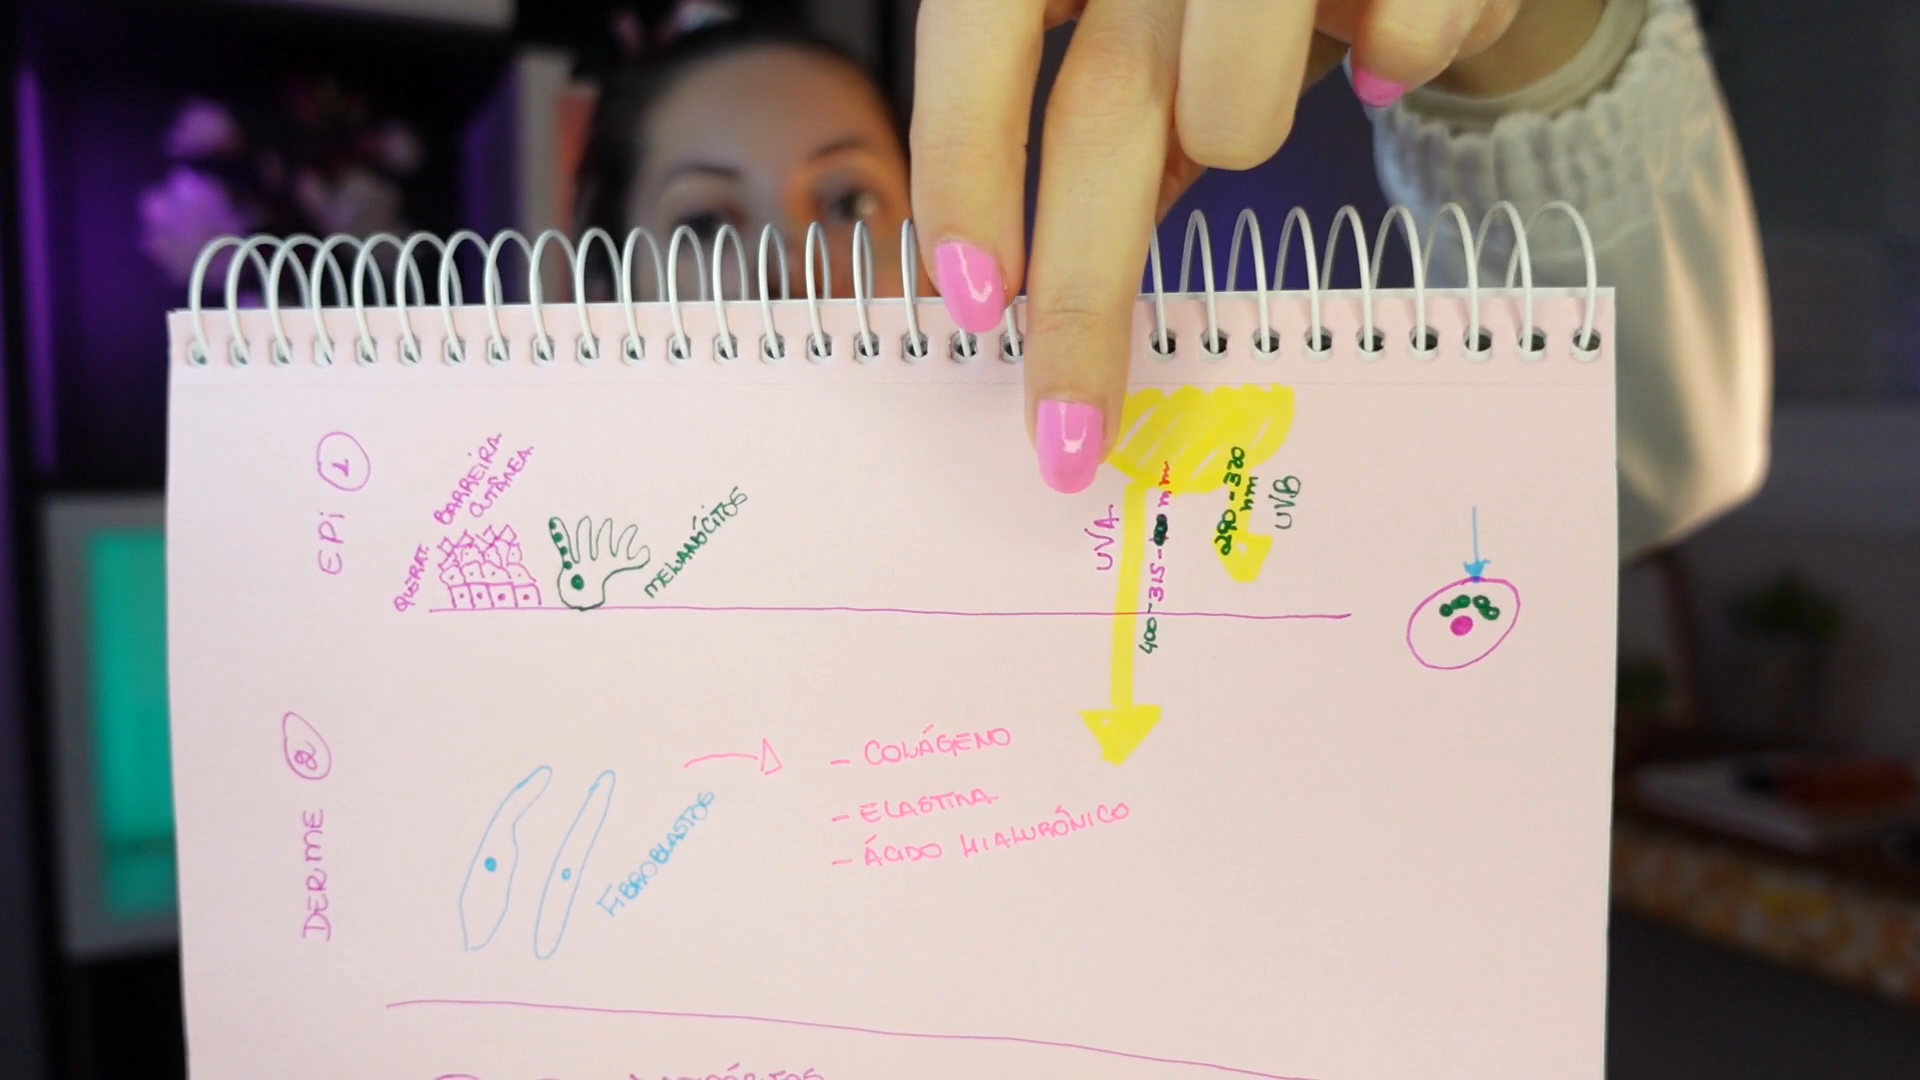 EPI 1
QUERAT.
BARREIRA
CUTÂNEA.
MELANÓCITOS
UVA
400-315- nm
290-320
nm
UVB
DERME 2
FIBROBLASTOS
- COLÁGENO
- ELASTINA
- ÁCIDO HIALURÔNICO